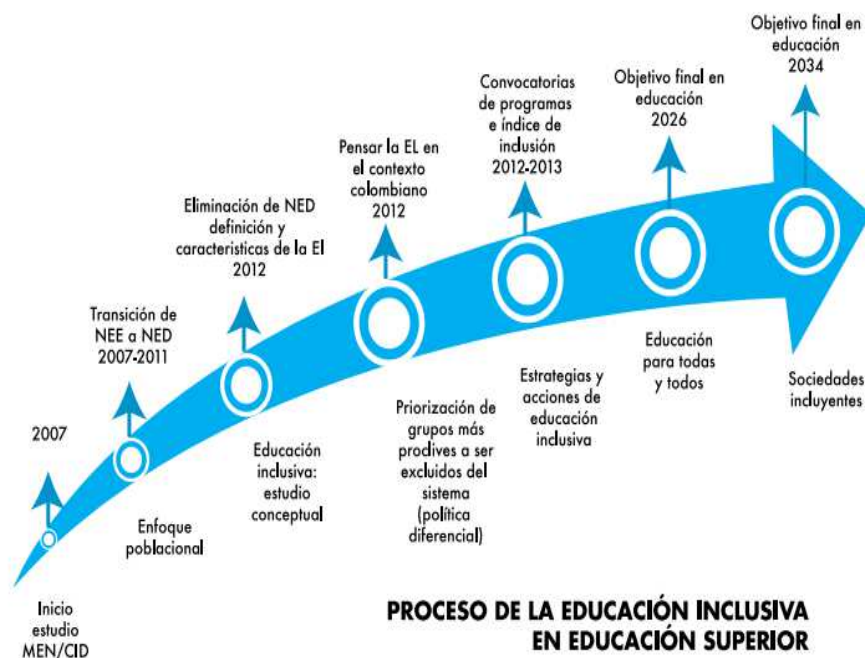 2007
Inicio
estudio
MEN/CID
Transición de
NEE a NED
2007-2011
Enfoque
poblacional
Eliminación de NED
definición y
caracteristicas de la EI
2012
Educación
inclusiva:
estudio
conceptual
Pensar la EL en
el contexto
colombiano
2012
Priorización de
grupos más
proclives a ser
excluidos del
sistema
(política
diferencial)
Convocatorias
de programas
e índice de
inclusión
2012-2013
Estrategias y
acciones de
educación
inclusiva
Objetivo final en
educación
2026
Educación
para todas
y todos
Objetivo final en
educación
2034
Sociedades
incluyentes
PROCESO DE LA EDUCACIÓN INCLUSIVA
EN EDUCACIÓN SUPERIOR